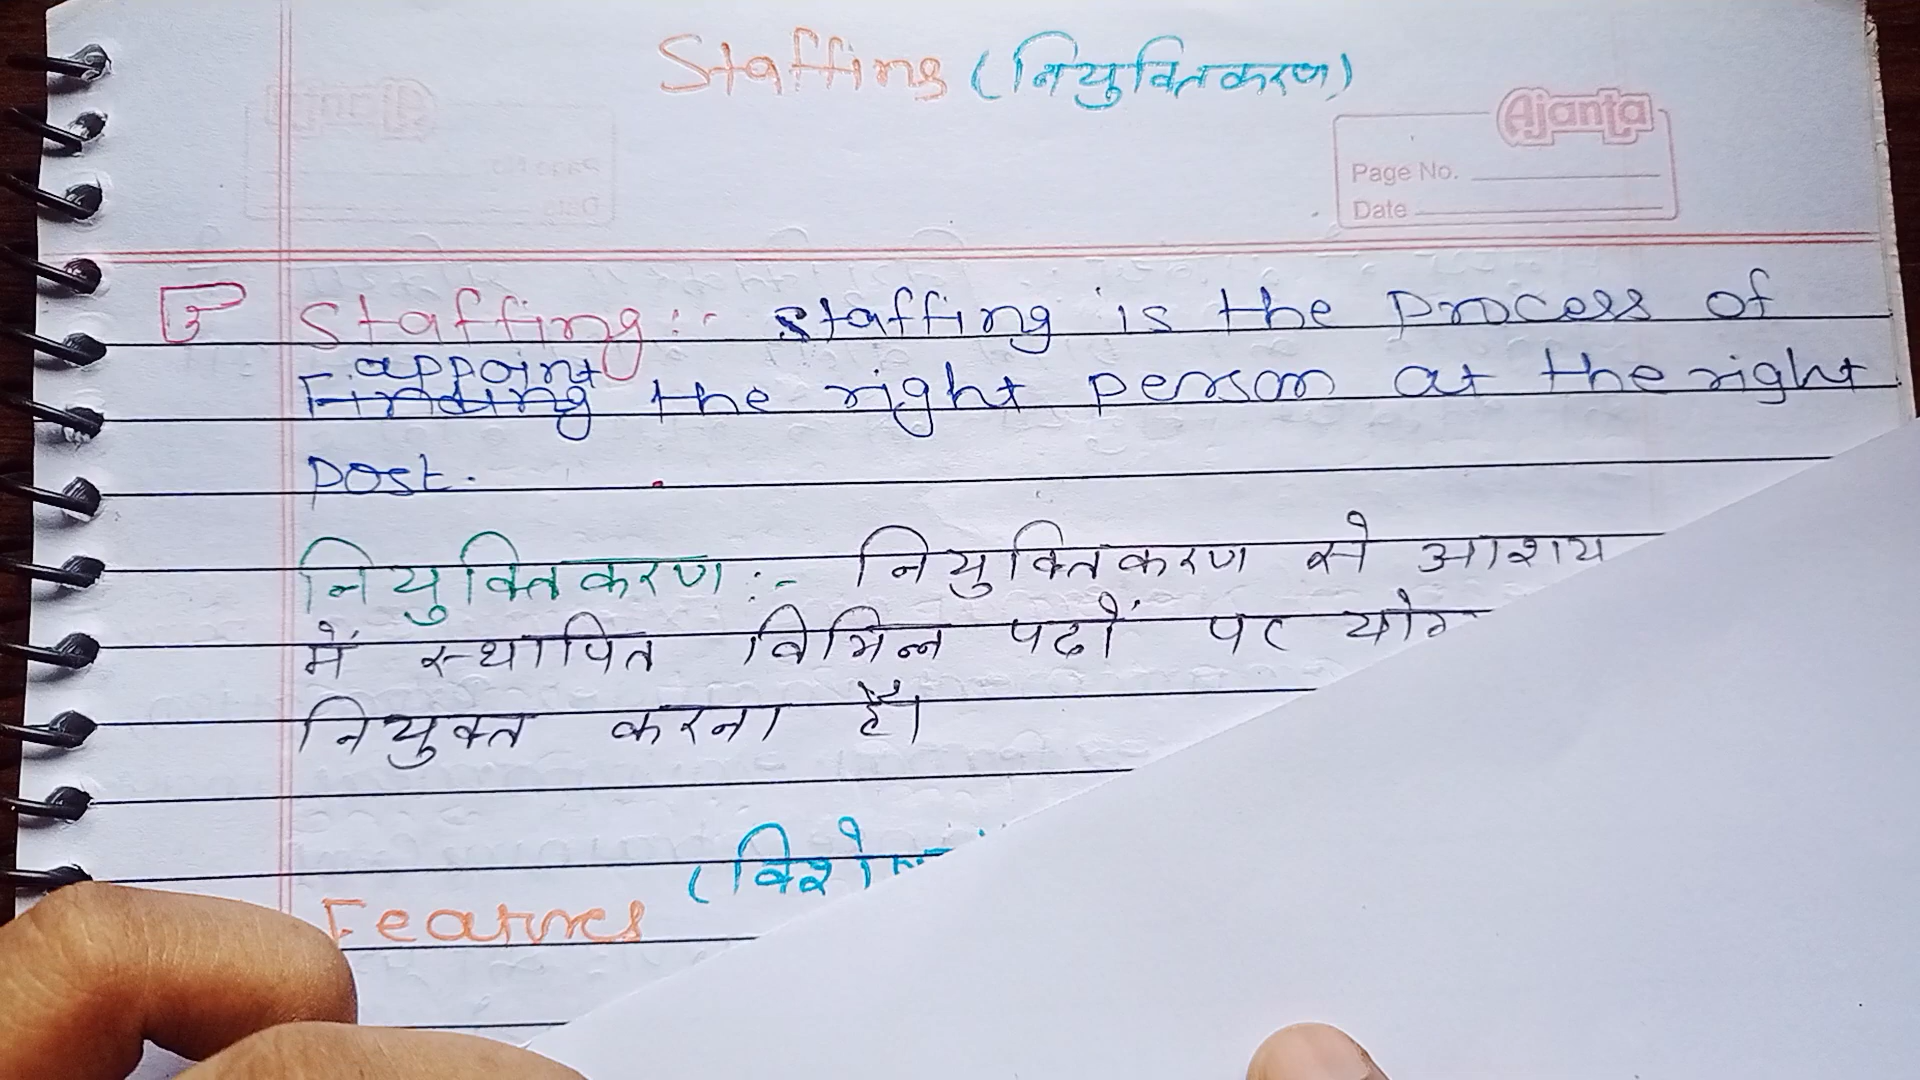 Staffing (नियुक्तिकरण)
Ajanta
Page No.
Date
Staffing :- Staffing is the process of
appoint
Finding the right person at the right
post.
नियुक्तिकरण :- नियुक्तिकरण से आशय
में स्थापित विभिन्न पदों पर
नियुक्त करना है।
Features